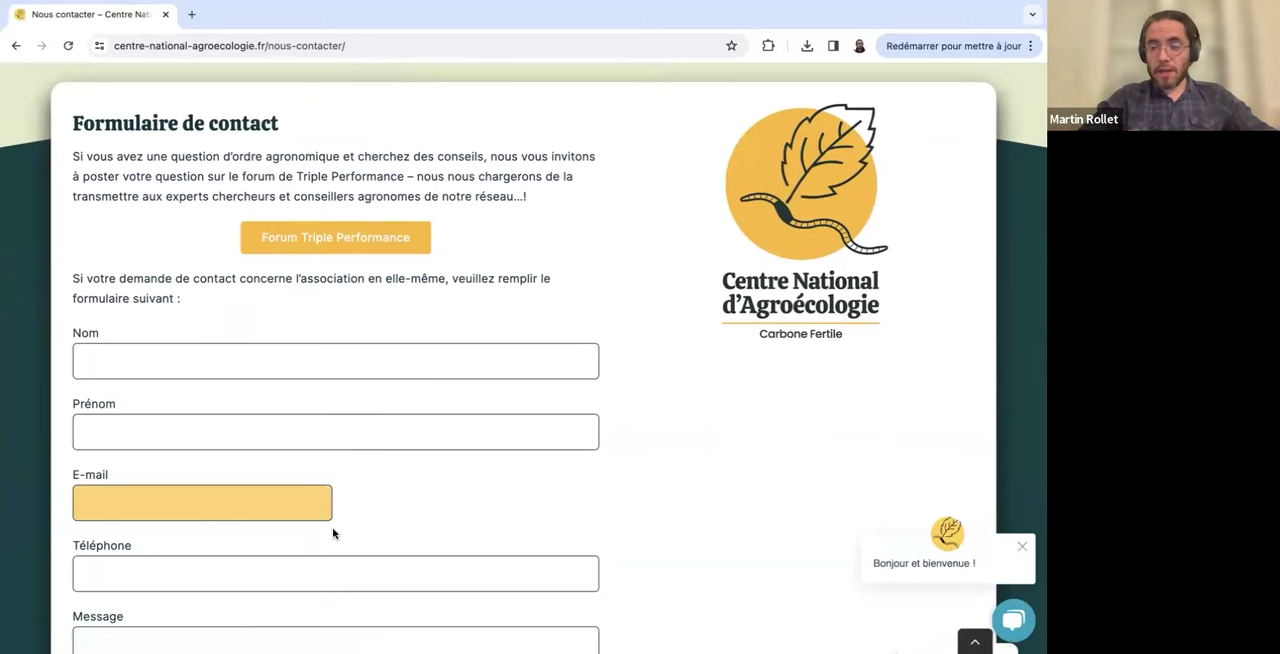 Nous contacter – Centre Nat
centre-national-agroecologie.fr/nous-contacter/
Redémarrer pour mettre à jour
Martin Rollet
Formulaire de contact
Si vous avez une question d'ordre agronomique et cherchez des conseils, nous vous invitons
à poster votre question sur le forum de Triple Performance – nous nous chargerons de la
transmettre aux experts chercheurs et conseillers agronomes de notre réseau...!
Forum Triple Performance
Si votre demande de contact concerne l'association en elle-même, veuillez remplir le
formulaire suivant :
Nom
Prénom
E-mail
Téléphone
Message
Centre National
d'Agroécologie
Carbone Fertile
Bonjour et bienvenue !